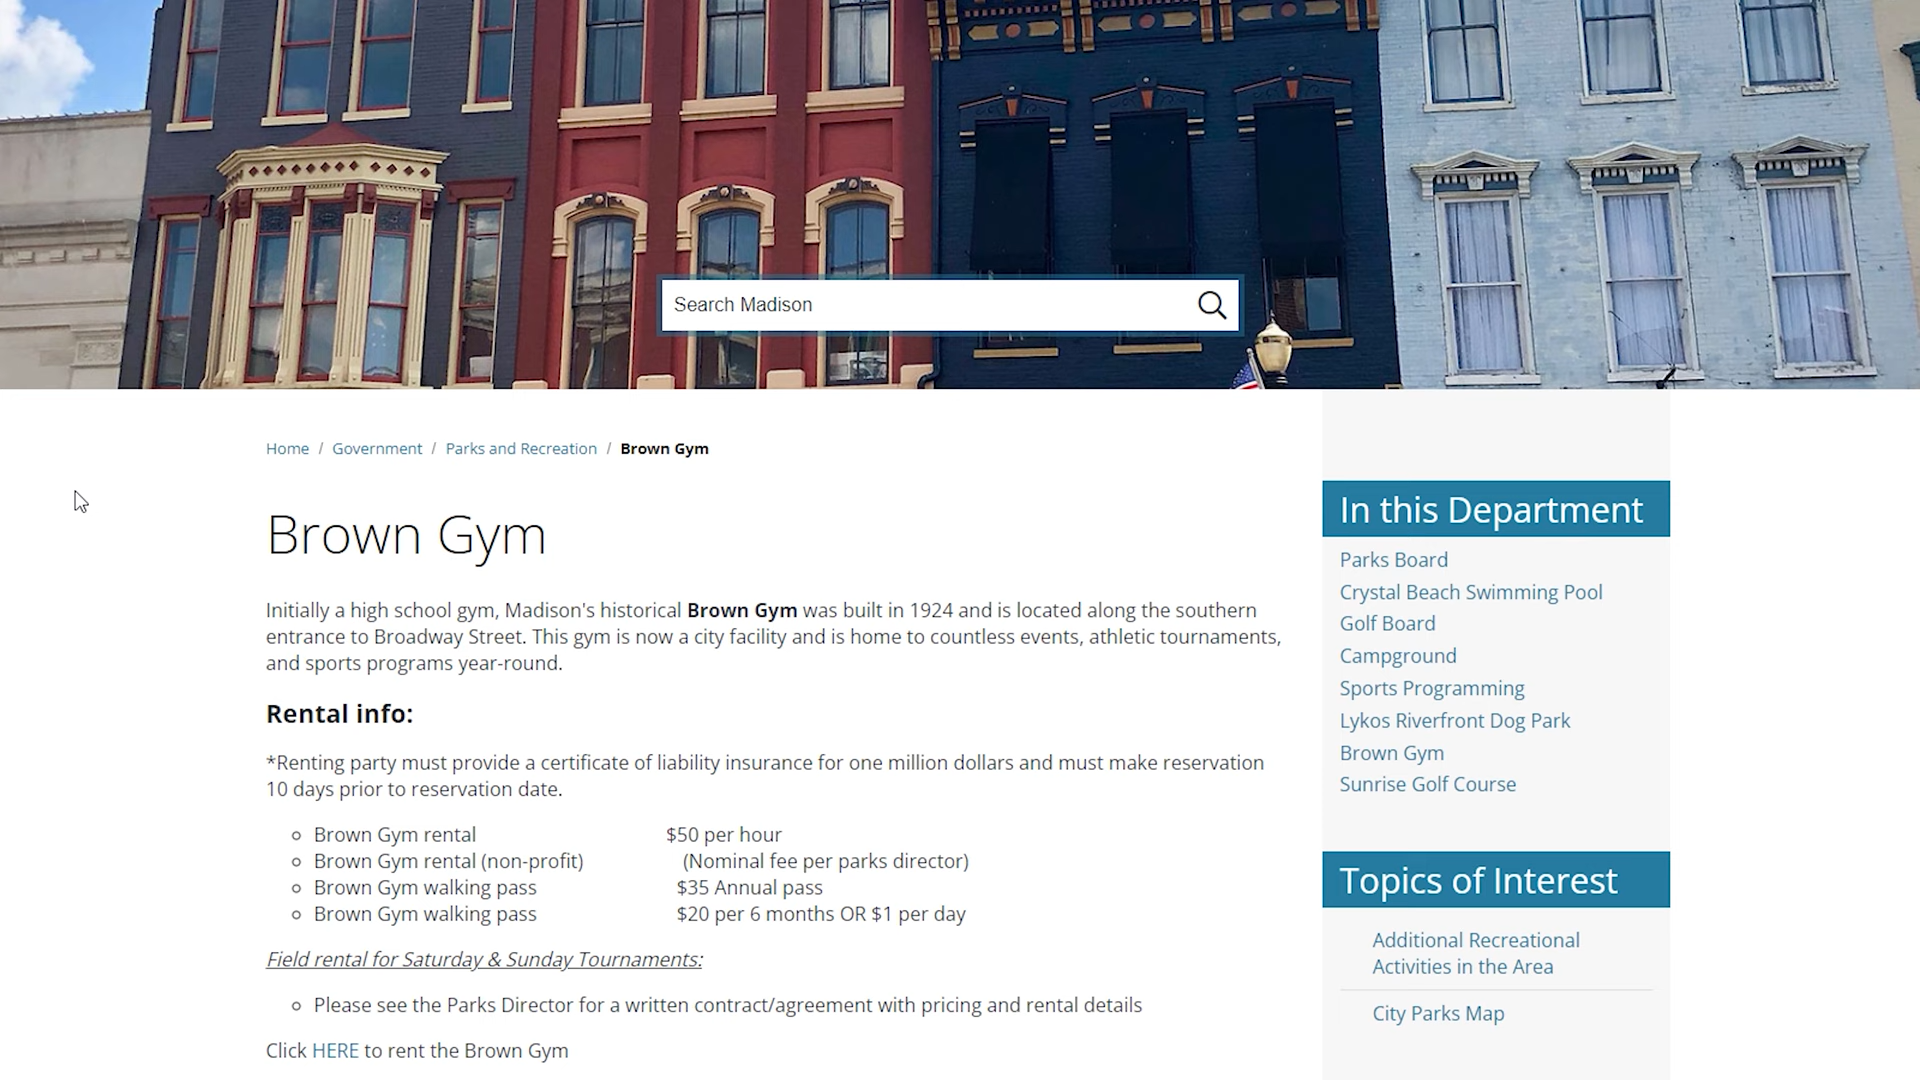 Search Madison
Home / Government / Parks and Recreation / Brown Gym
Brown Gym
Initially a high school gym, Madison's historical Brown Gym was built in 1924 and is located along the southern
entrance to Broadway Street. This gym is now a city facility and is home to countless events, athletic tournaments,
and sports programs year-round.
Rental info:
*Renting party must provide a certificate of liability insurance for one million dollars and must make reservation
10 days prior to reservation date.
Brown Gym rental $50 per hour
Brown Gym rental (non-profit) (Nominal fee per parks director)
Brown Gym walking pass $35 Annual pass
Brown Gym walking pass $20 per 6 months OR $1 per day
Field rental for Saturday & Sunday Tournaments:
Please see the Parks Director for a written contract/agreement with pricing and rental details
Click HERE to rent the Brown Gym
In this Department
Parks Board
Crystal Beach Swimming Pool
Golf Board
Campground
Sports Programming
Lykos Riverfront Dog Park
Brown Gym
Sunrise Golf Course
Topics of Interest
Additional Recreational
Activities in the Area
City Parks Map